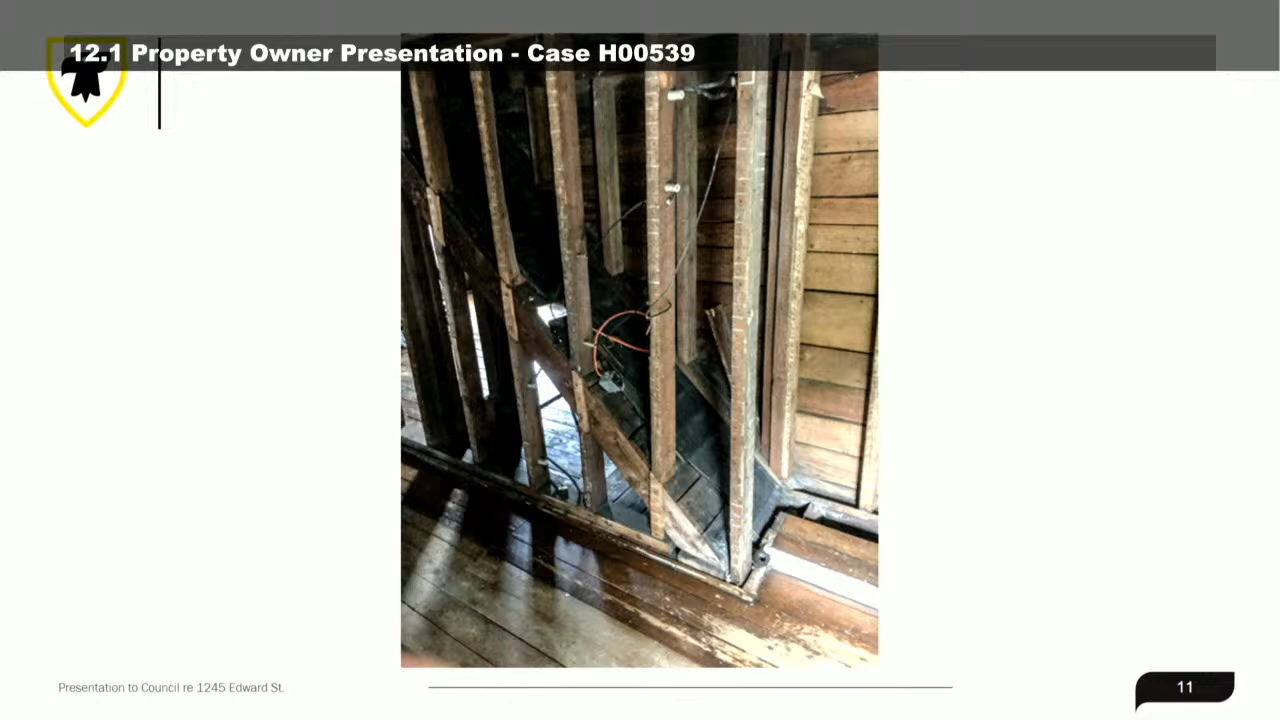 12.1 Property Owner Presentation - Case H00539
Presentation to Council re 1245 Edward St.
11